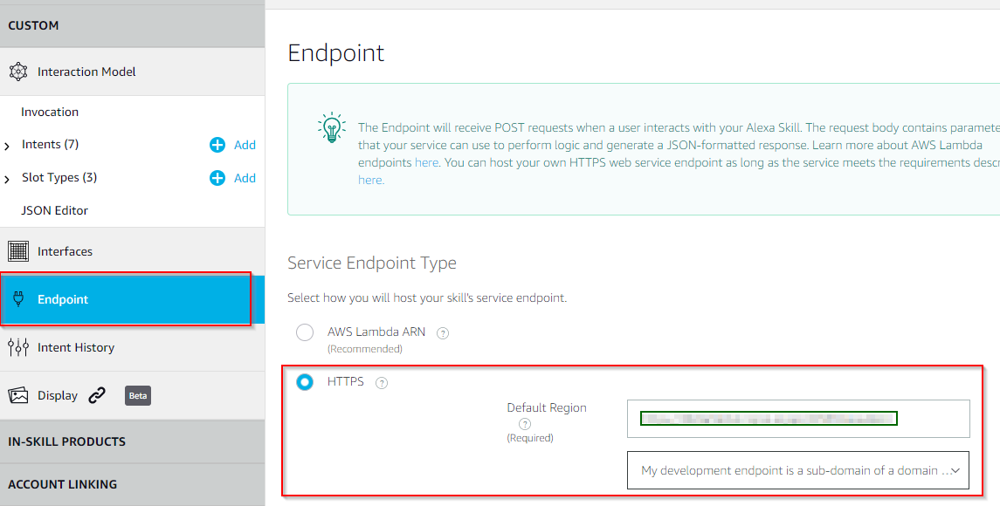 CUSTOM
Interaction Model
Invocation
Intents (7)
Add
Slot Types (3)
Add
JSON Editor
Interfaces
Endpoint
Intent History
Display
Beta
IN-SKILL PRODUCTS
ACCOUNT LINKING
Endpoint
The Endpoint will receive POST requests when a user interacts with your Alexa Skill. The request body contains paramete
that your service can use to perform logic and generate a JSON-formatted response. Learn more about AWS Lambda
endpoints here. You can host your own HTTPS web service endpoint as long as the service meets the requirements descr
here.
Service Endpoint Type
Select how you will host your skill's service endpoint.
AWS Lambda ARN ?
(Recommended)
HTTPS ?
Default Region
?
(Required)
My development endpoint is a sub-domain of a domain ...